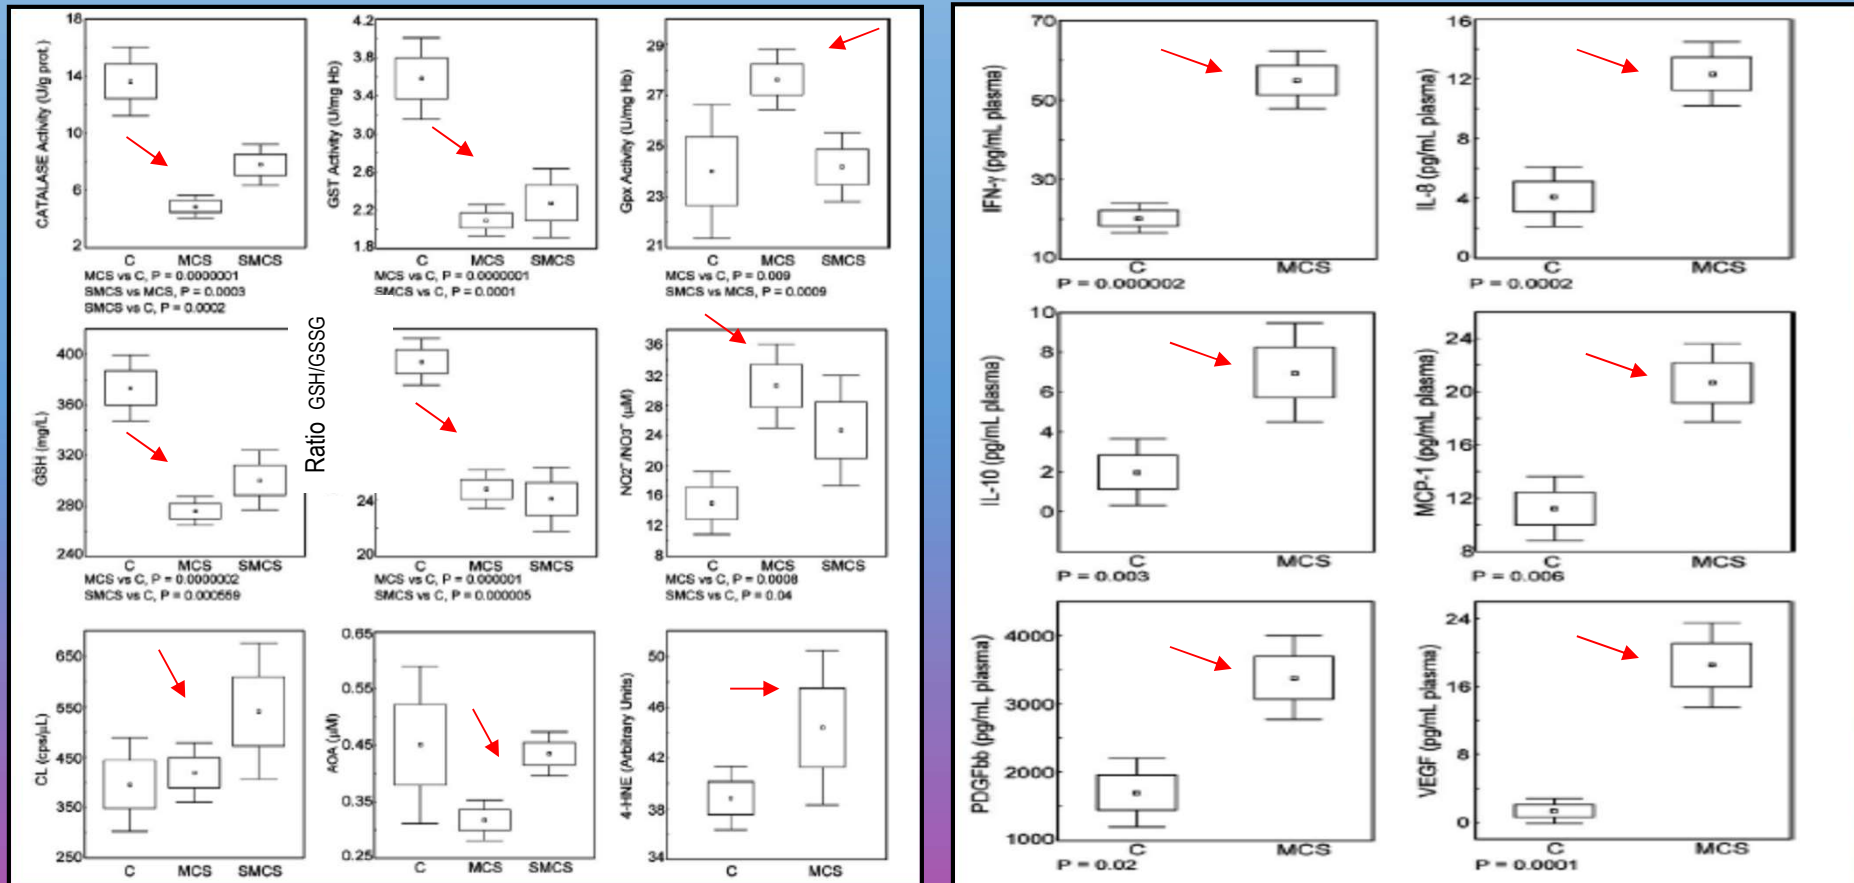 CATALASE Activity (U/g prot.)
18
14
10
6
2
C MCS SMCS
MCS vs C, P = 0.0000001
SMCS vs MCS, P = 0.0003
SMCS vs C, P = 0.0002
GST Activity (U/mg Hb)
4.2
3.8
3.4
3.0
2.6
2.2
1.8
C MCS SMCS
MCS vs C, P = 0.0000001
SMCS vs C, P = 0.0001
Gpx Activity (U/mg Hb)
29
27
25
23
21
C MCS SMCS
MCS vs C, P = 0.009
SMCS vs MCS, P = 0.0009
GSH (mg/L)
400
360
320
280
240
C MCS SMCS
MCS vs C, P = 0.0000002
SMCS vs C, P = 0.000559
Ratio GSH/GSSG
24
20
C MCS SMCS
MCS vs C, P = 0.000001
SMCS vs C, P = 0.000005
NO2⁻/NO3⁻ (µM)
36
32
28
24
20
16
12
8
C MCS SMCS
MCS vs C, P = 0.0008
SMCS vs C, P = 0.04
CL (cps/µL)
650
550
450
350
250
C MCS SMCS
AOA (µM)
0.65
0.55
0.45
0.35
0.25
C MCS SMCS
4-HNE (Arbitrary Units)
50
46
42
38
34
C MCS
IFN-γ (pg/mL plasma)
70
50
30
10
C MCS
P = 0.000002
IL-8 (pg/mL plasma)
16
12
8
4
0
C MCS
P = 0.0002
IL-10 (pg/mL plasma)
10
8
6
4
2
0
C MCS
P = 0.003
MCP-1 (pg/mL plasma)
24
20
16
12
8
C MCS
P = 0.006
PDGFbb (pg/mL plasma)
4000
3000
2000
1000
C MCS
P = 0.02
VEGF (pg/mL plasma)
24
16
8
0
C MCS
P = 0.0001